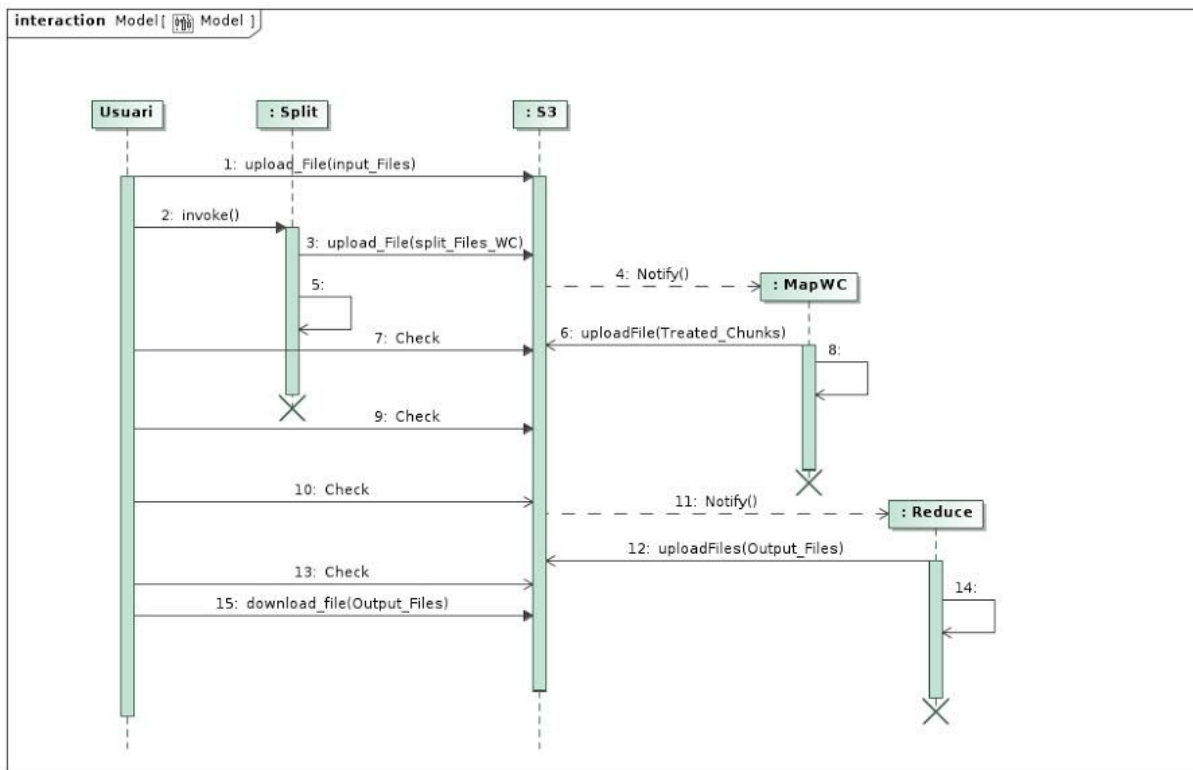 interaction Model[ Model ]
Usuari
: Split
: S3
1: upload_File(input_Files)
2: invoke()
3: upload_File(split_Files_WC)
4: Notify()
: MapWC
5:
6: uploadFile(Treated_Chunks)
7: Check
8:
9: Check
10: Check
11: Notify()
: Reduce
12: uploadFiles(Output_Files)
13: Check
14:
15: download_file(Output_Files)